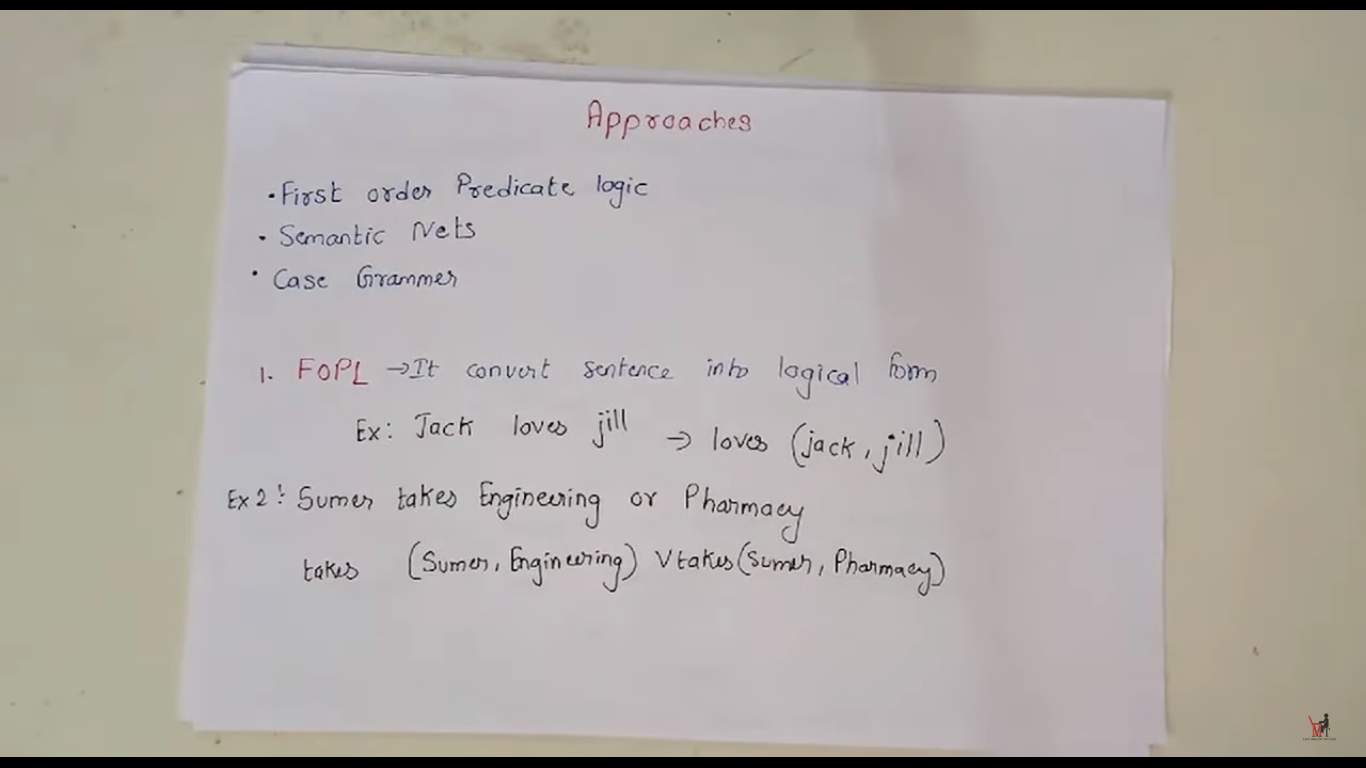 Approaches
• First order Predicate logic
• Semantic Nets
• Case Grammer
1. FOPL → It convert sentence into logical form
Ex: Jack loves jill → loves (jack, jill)
Ex 2: Sumer takes Engineering or Pharmacy
takes (Sumer, Engineering) V takes (Sumer, Pharmacy)